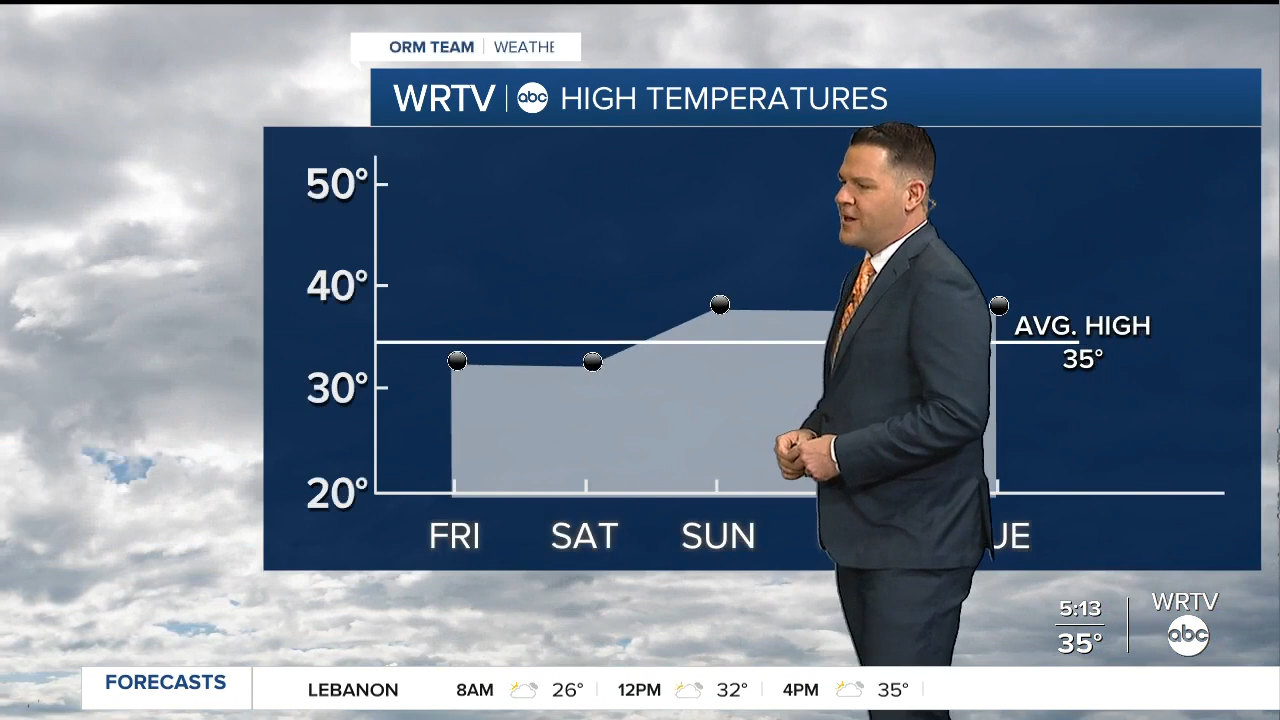 ORM TEAM WEATHE
WRTV abc HIGH TEMPERATURES
50°
40°
30°
20°
AVG. HIGH
35°
FRI SAT SUN UE
5:13
35°
WRTV
abc
FORECASTS LEBANON 8AM 26° 12PM 32° 4PM 35°